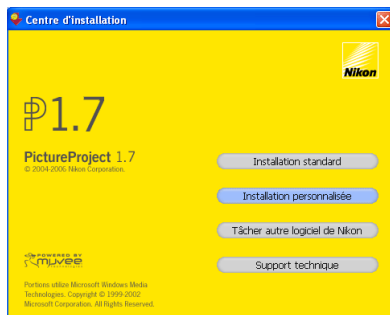 Centre d'installation
Nikon
P1.7
PictureProject 1.7
© 2004-2006 Nikon Corporation.
Installation standard
Installation personnalisée
Tâcher autre logiciel de Nikon
Support technique
POWERED BY
muvee
Portions utilize Microsoft Windows Media
Technologies. Copyright © 1999-2002
Microsoft Corporation. All Rights Reserved.